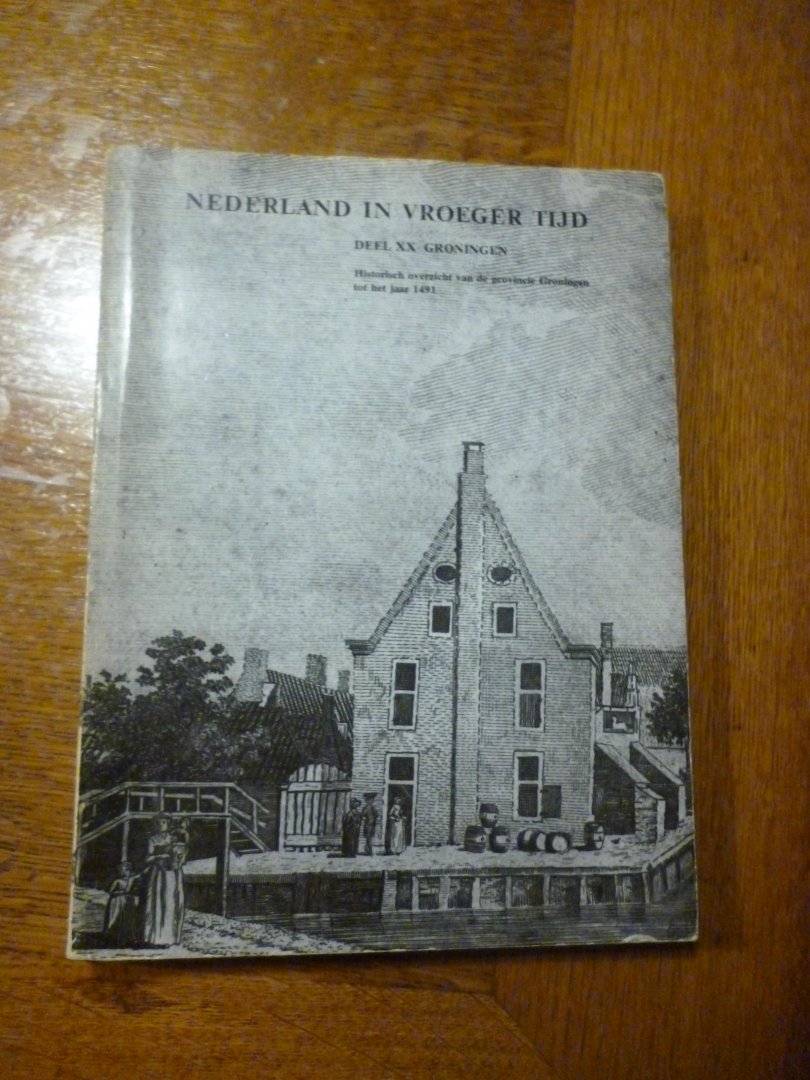 NEDERLAND IN VROEGER TIJD
DEEL XX GRONINGEN
Historisch overzicht van de provincie Groningen
tot het jaar 1491